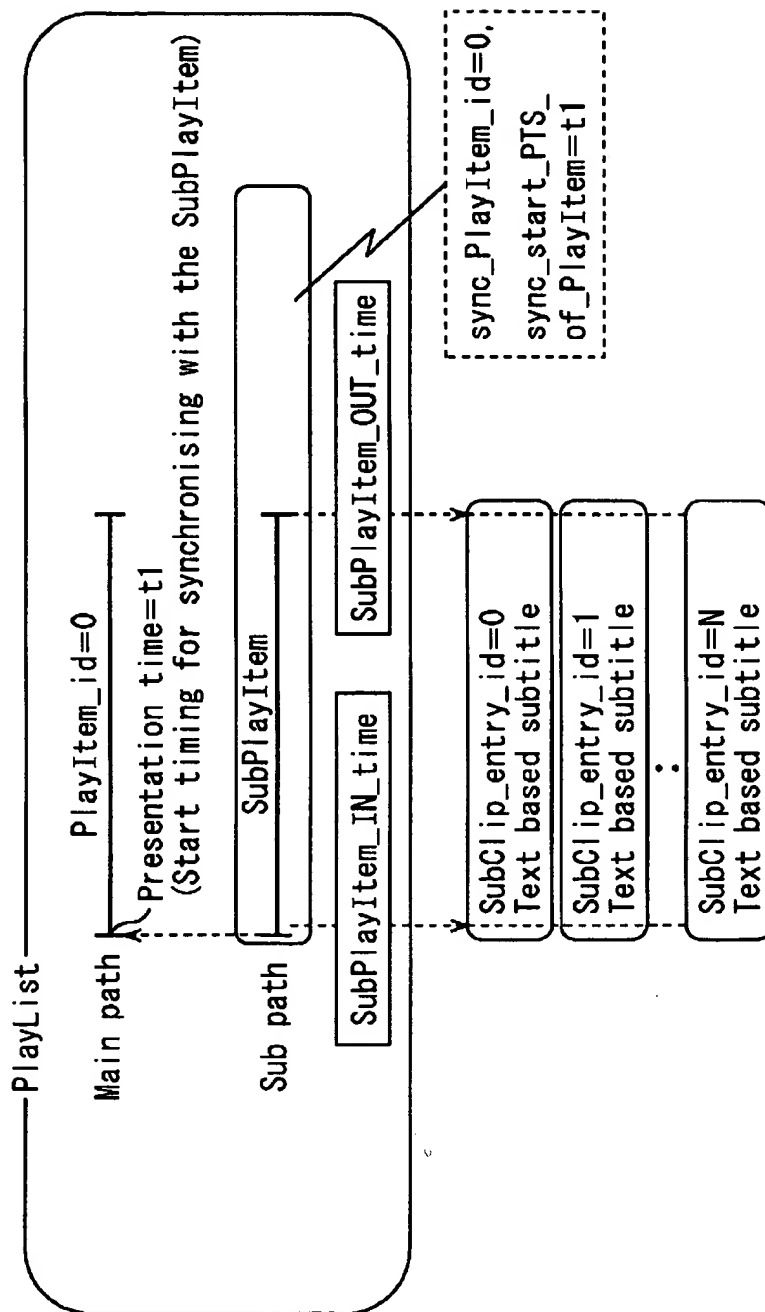 PlayList
Main path
PlayItem_id=0
Presentation time=t1
(Start timing for synchronising with the SubPlayItem)
Sub path
SubPlayItem
SubPlayItem_IN_time
SubPlayItem_OUT_time
sync_PlayItem_id=0,
sync_start_PTS_
of_PlayItem=t1
SubClip_entry_id=0
Text based subtitle
SubClip_entry_id=1
Text based subtitle
SubClip_entry_id=N
Text based subtitle